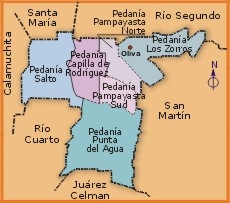 Santa
María
Pedanía
Pampayasta
Norte
Río Segundo
Calamuchita
Oliva
Pedanía
Los Zorros
Pedanía
Capilla de
Rodríguez
Pedanía
Salto
N
Pedanía
Pampayasta
Sud
San
Martín
Río
Cuarto
Pedanía
Punta
del Agua
Juárez
Celman